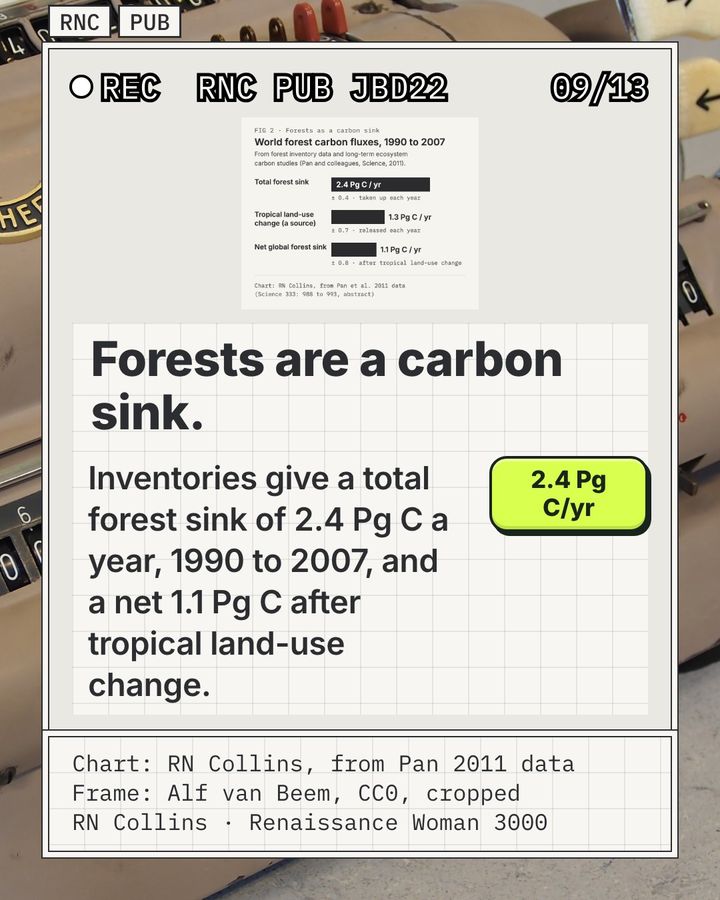 RNC PUB
REC RNC PUB JBD22 09/13
FIG 2 · Forests as a carbon sink
World forest carbon fluxes, 1990 to 2007
From forest inventory data and long-term ecosystem
carbon studies (Pan and colleagues, Science, 2011).
Total forest sink 2.4 Pg C / yr
± 0.4 · taken up each year
Tropical land-use
change (a source)
1.3 Pg C / yr
± 0.7 · released each year
Net global forest sink 1.1 Pg C / yr
± 0.8 · after tropical land-use change
Chart: RN Collins, from Pan et al. 2011 data
(Science 333: 988 to 993, abstract)
Forests are a carbon
sink.
Inventories give a total
forest sink of 2.4 Pg C a
year, 1990 to 2007, and
a net 1.1 Pg C after
tropical land-use
change.
2.4 Pg
C/yr
Chart: RN Collins, from Pan 2011 data
Frame: Alf van Beem, CC0, cropped
RN Collins · Renaissance Woman 3000
4
0
6
0